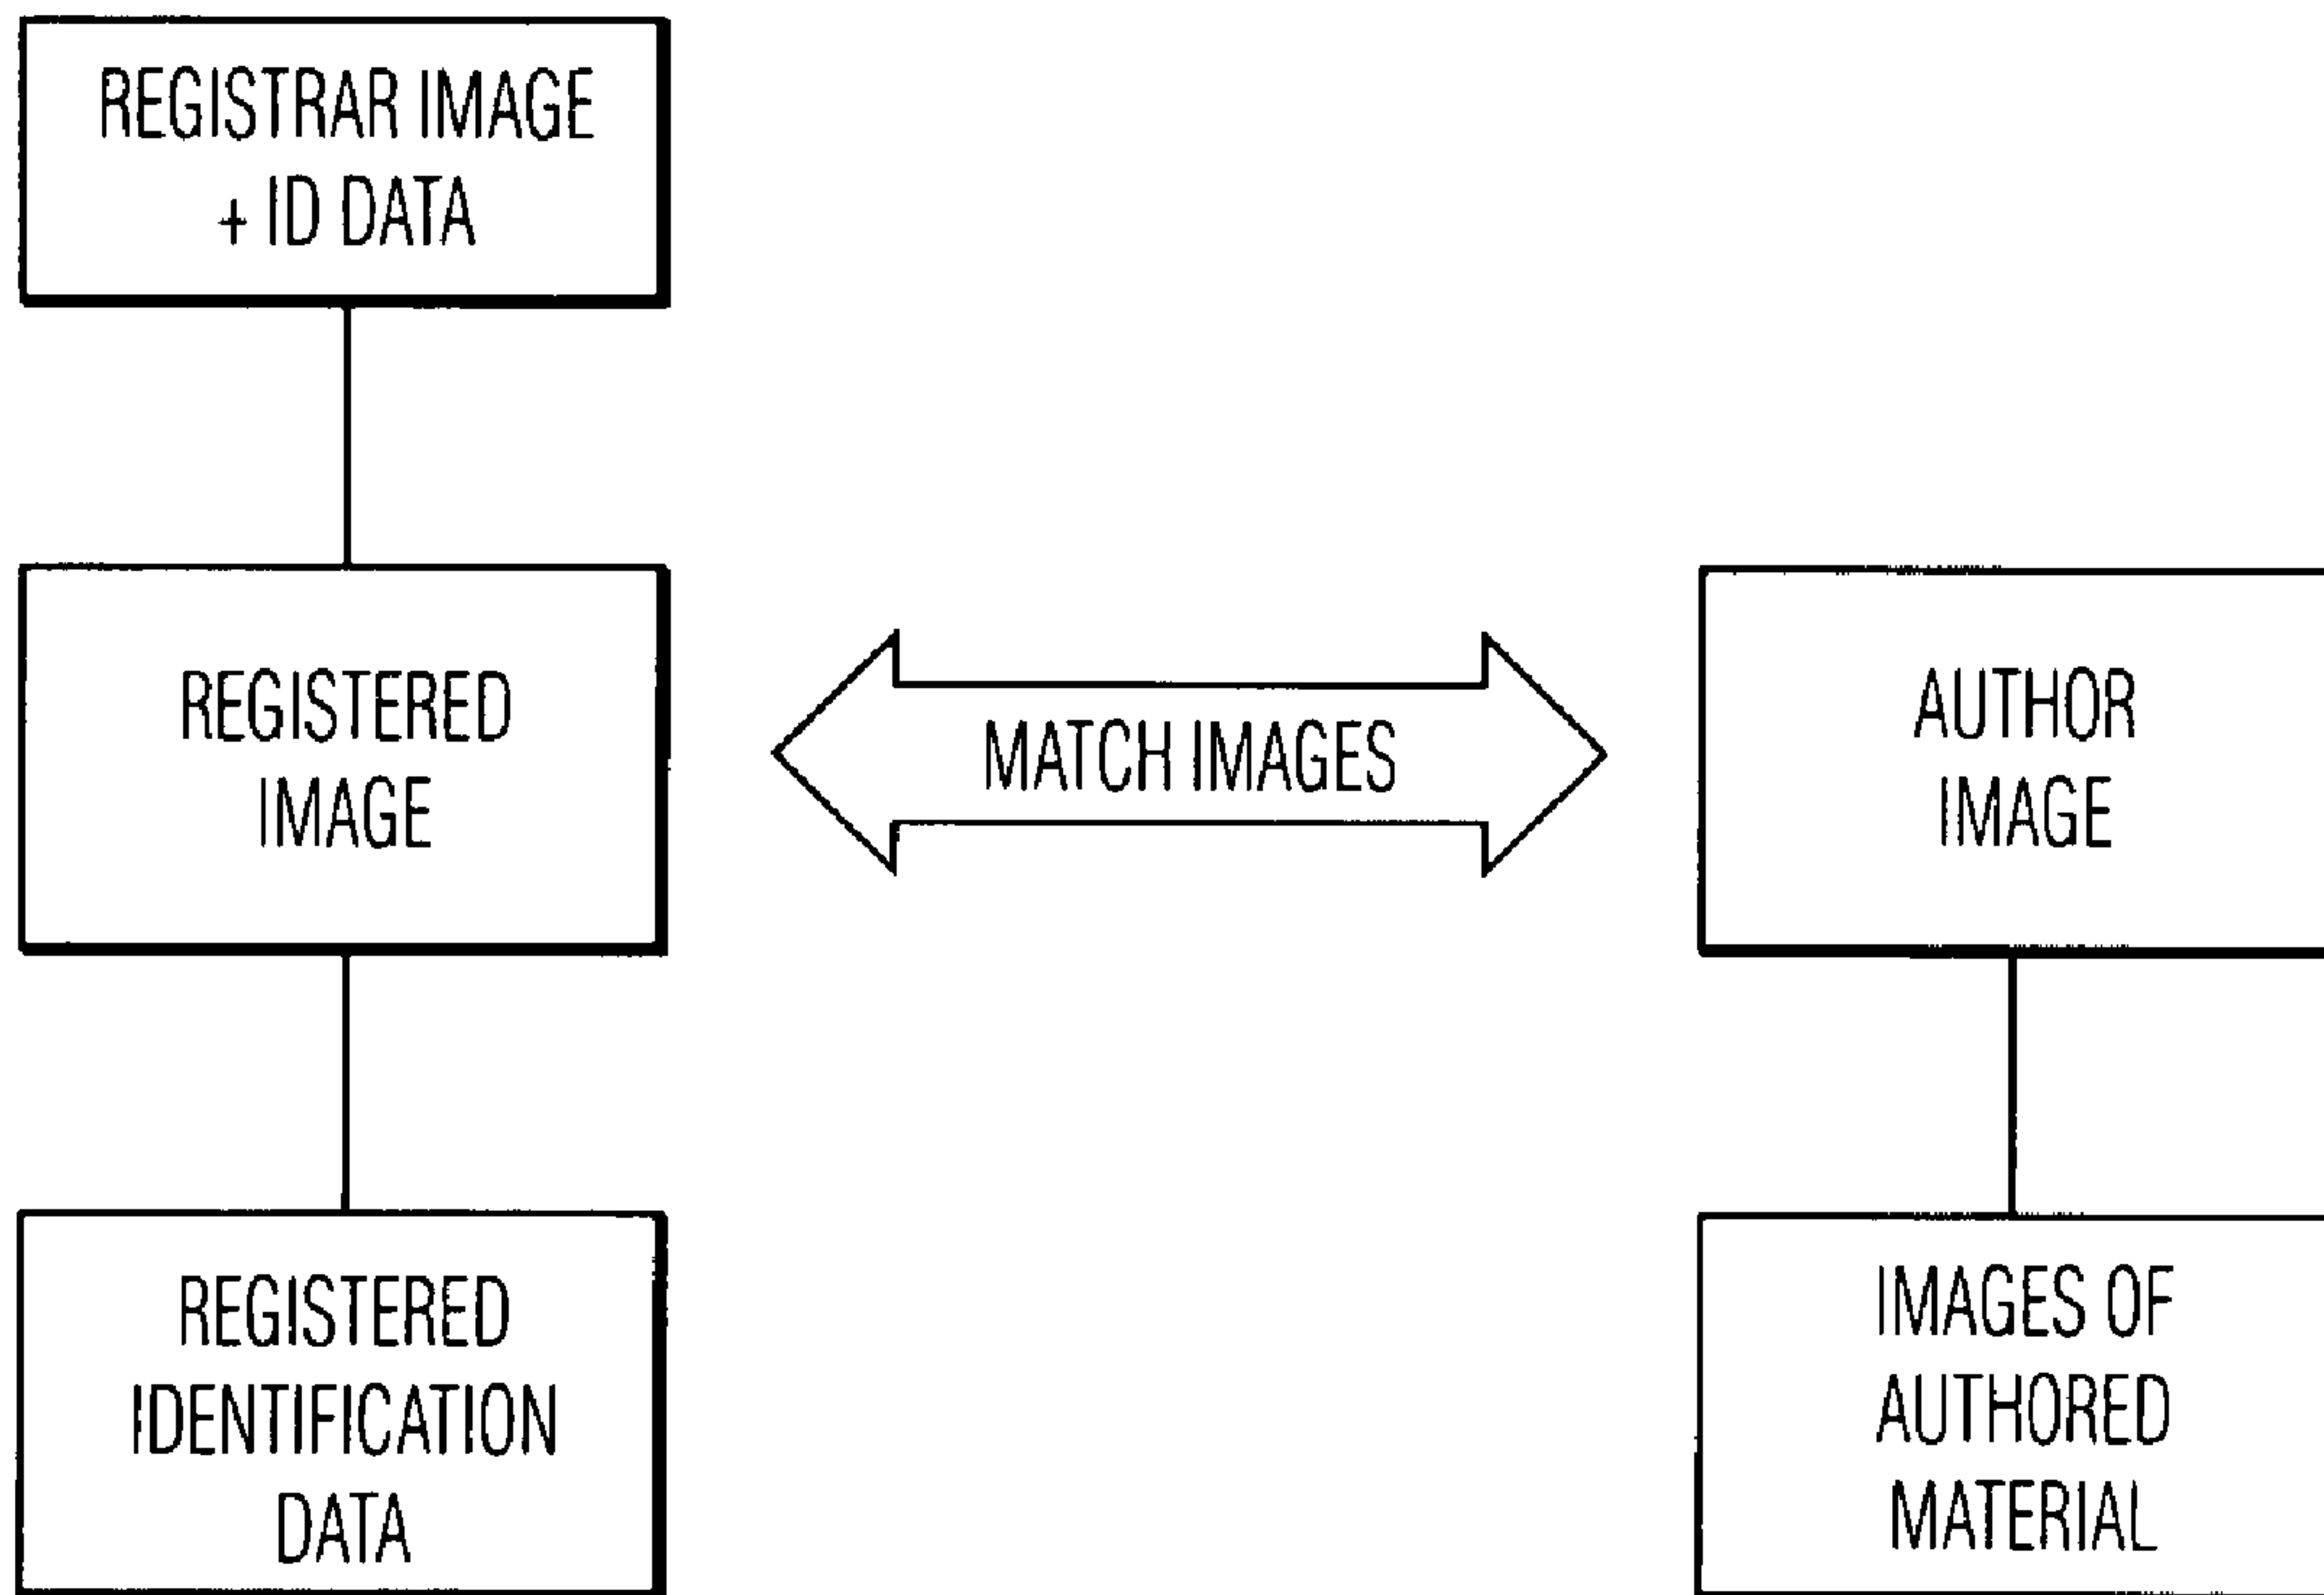 REGISTRAR IMAGE
+ ID DATA
REGISTERED
IMAGE
MATCH IMAGES
AUTHOR
IMAGE
REGISTERED
IDENTIFICATION
DATA
IMAGES OF
AUTHORED
MATERIAL